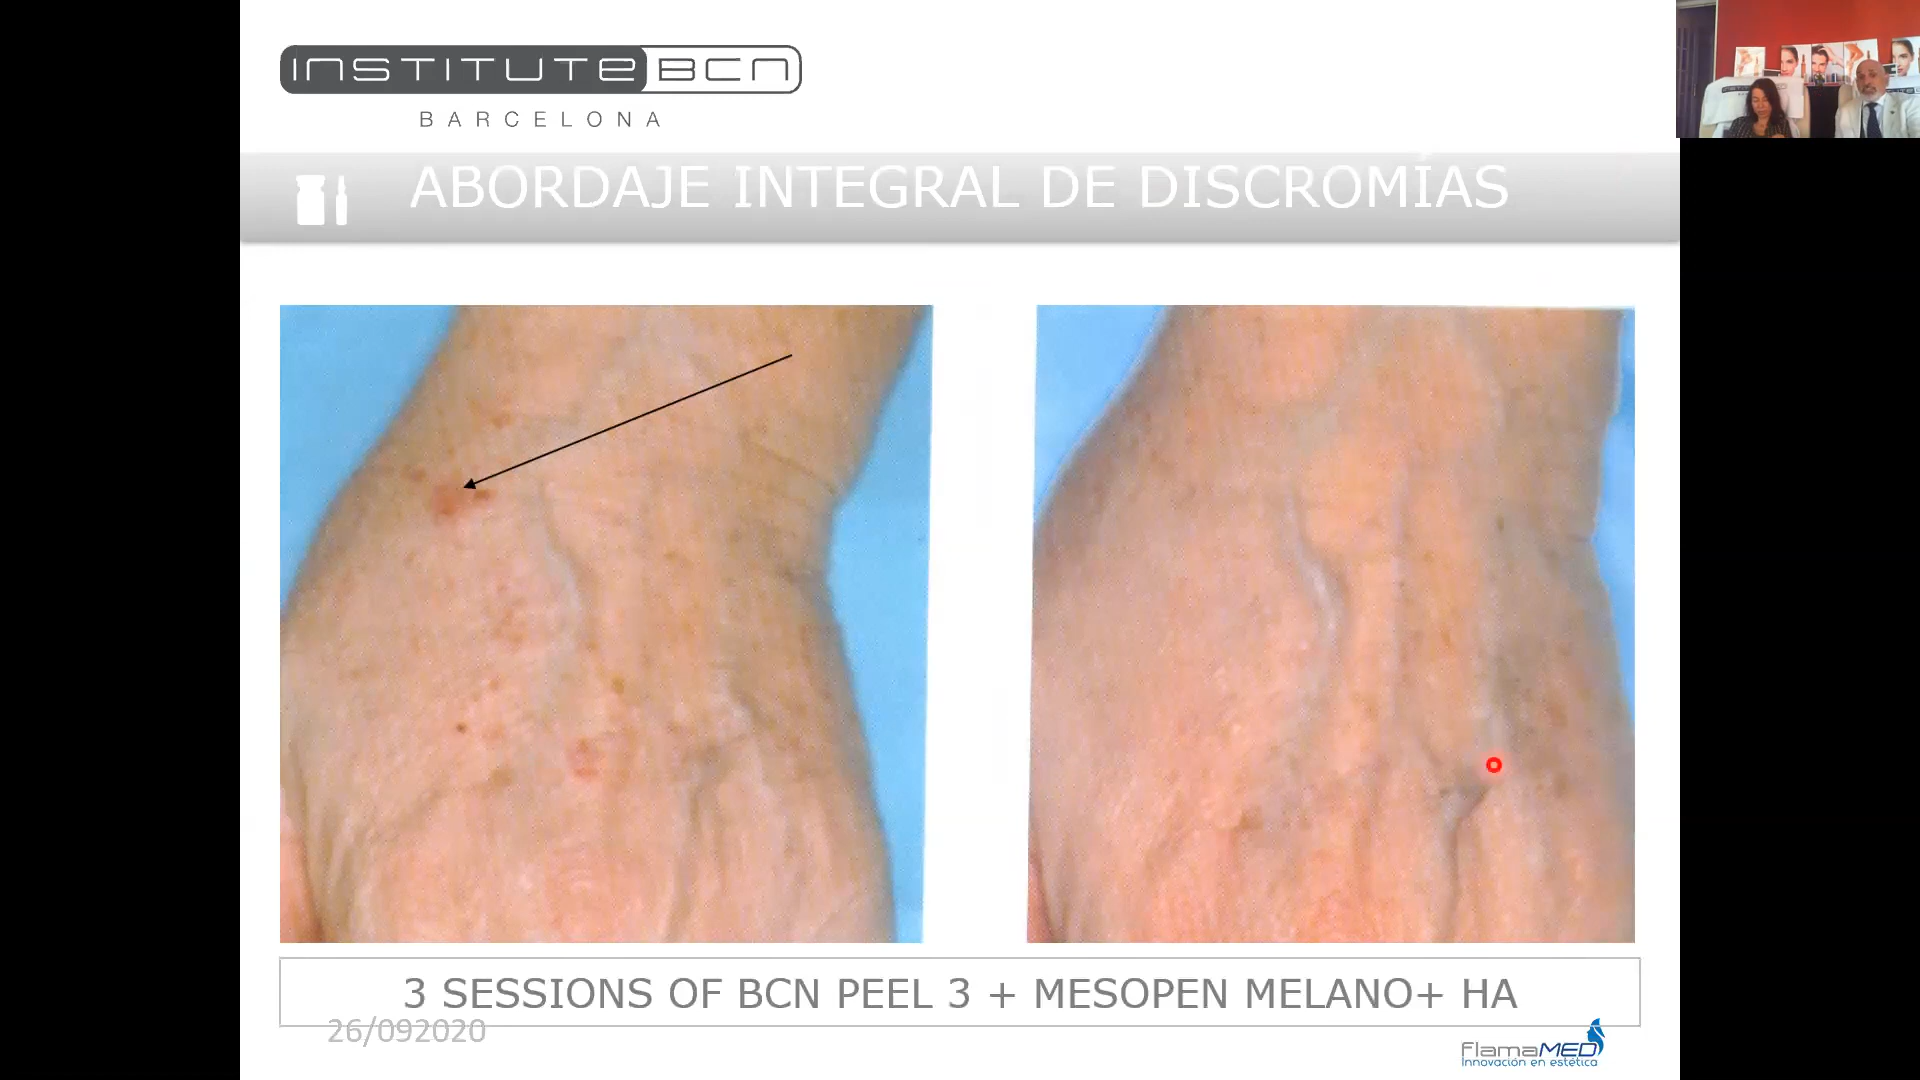 INSTITUTE BCN
BARCELONA
ABORDAJE INTEGRAL DE DISCROMÍAS
3 SESSIONS OF BCN PEEL 3 + MESOPEN MELANO+ HA
26/092020
FlamaMED
Innovación en estética